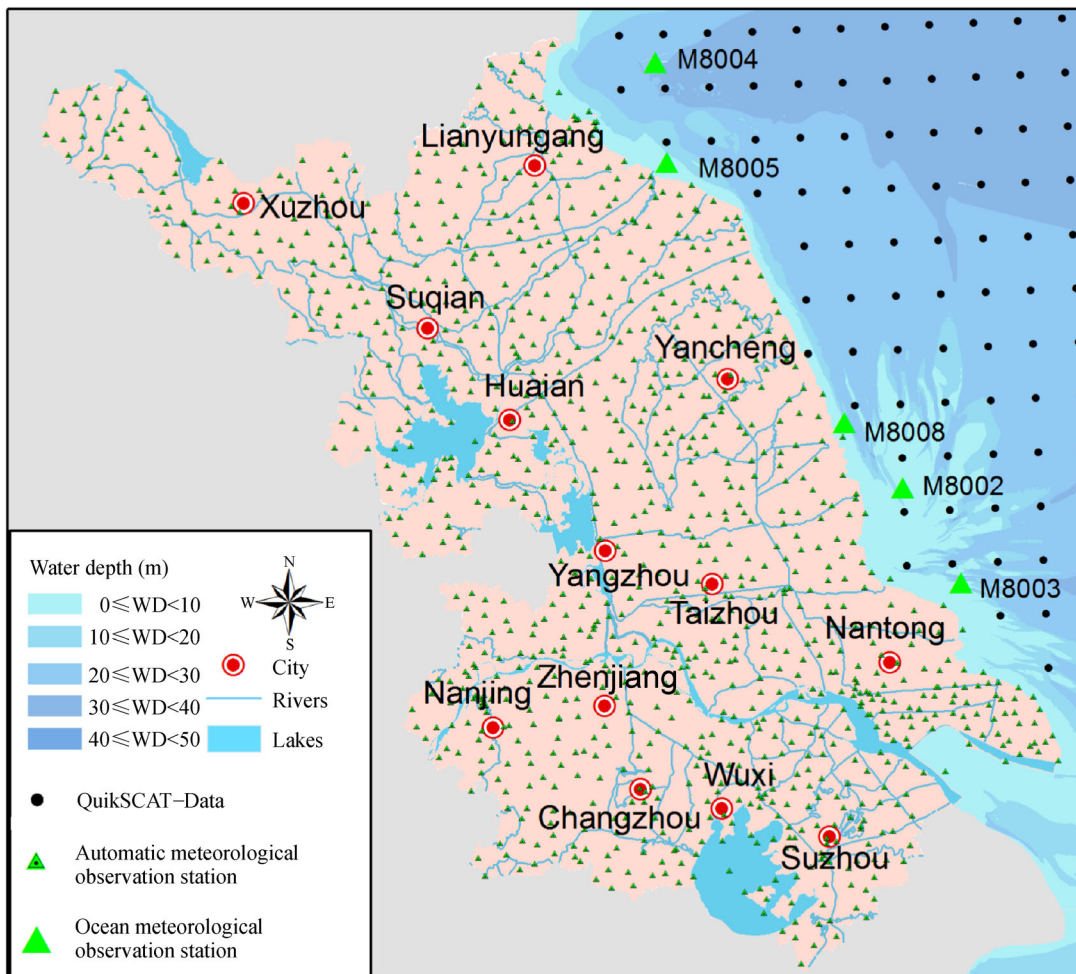 M8004
Lianyungang
M8005
Xuzhou
Suqian
Yancheng
Huaian
M8008
M8002
Yangzhou
Taizhou
M8003
Nantong
Zhenjiang
Nanjing
Wuxi
Changzhou
Suzhou
Water depth (m)
0≤WD<10
10≤WD<20
20≤WD<30
30≤WD<40
40≤WD<50
N
W E
S
City
Rivers
Lakes
QuikSCAT–Data
Automatic meteorological
observation station
Ocean meteorological
observation station